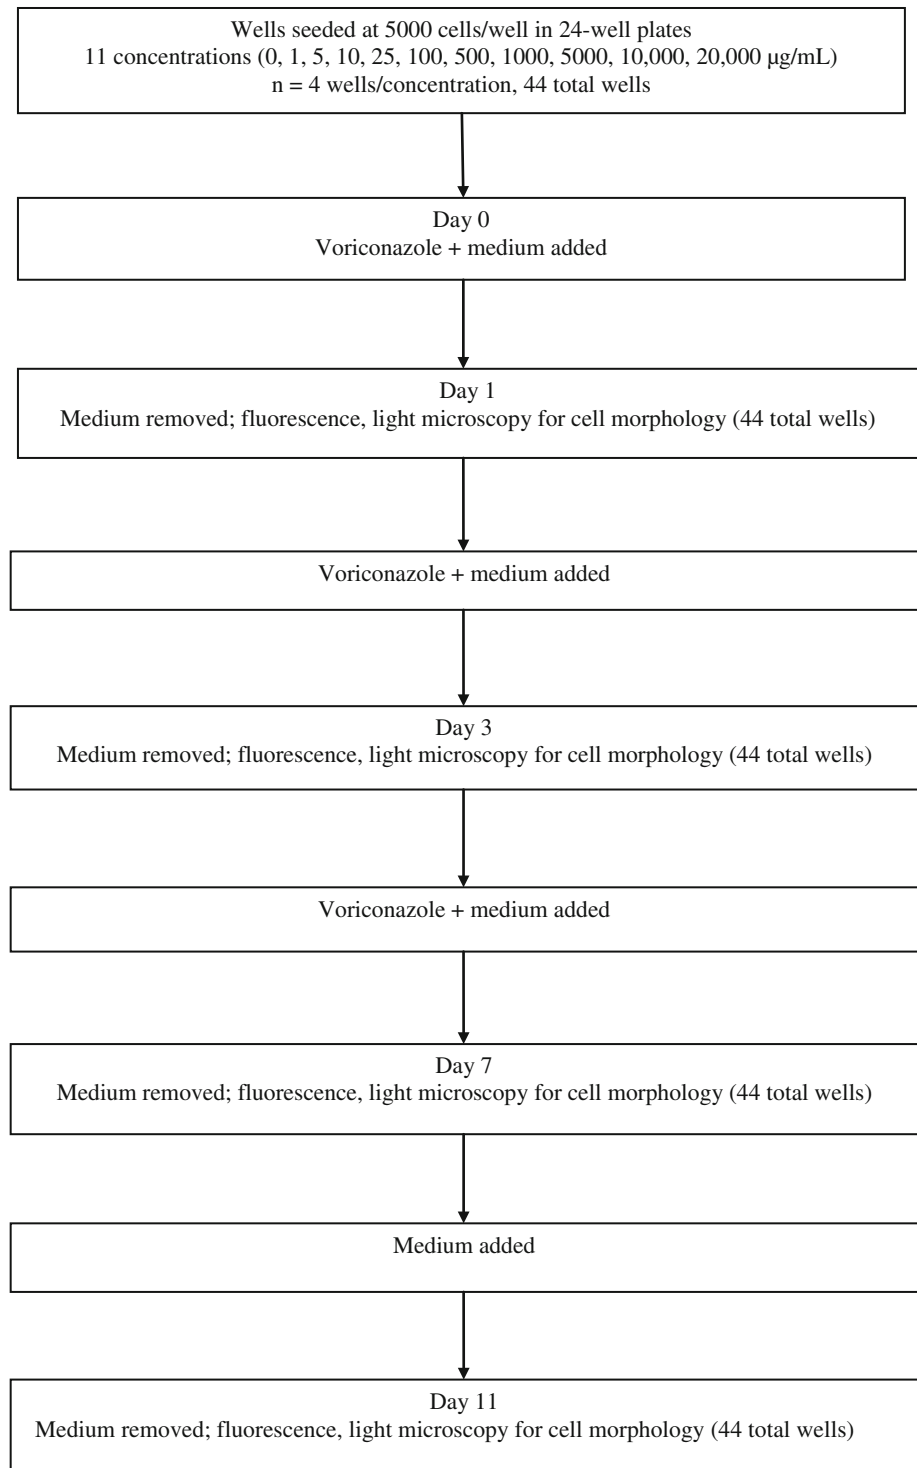 Wells seeded at 5000 cells/well in 24-well plates
11 concentrations (0, 1, 5, 10, 25, 100, 500, 1000, 5000, 10,000, 20,000 µg/mL)
n = 4 wells/concentration, 44 total wells
Day 0
Voriconazole + medium added
Day 1
Medium removed; fluorescence, light microscopy for cell morphology (44 total wells)
Voriconazole + medium added
Day 3
Medium removed; fluorescence, light microscopy for cell morphology (44 total wells)
Voriconazole + medium added
Day 7
Medium removed; fluorescence, light microscopy for cell morphology (44 total wells)
Medium added
Day 11
Medium removed; fluorescence, light microscopy for cell morphology (44 total wells)